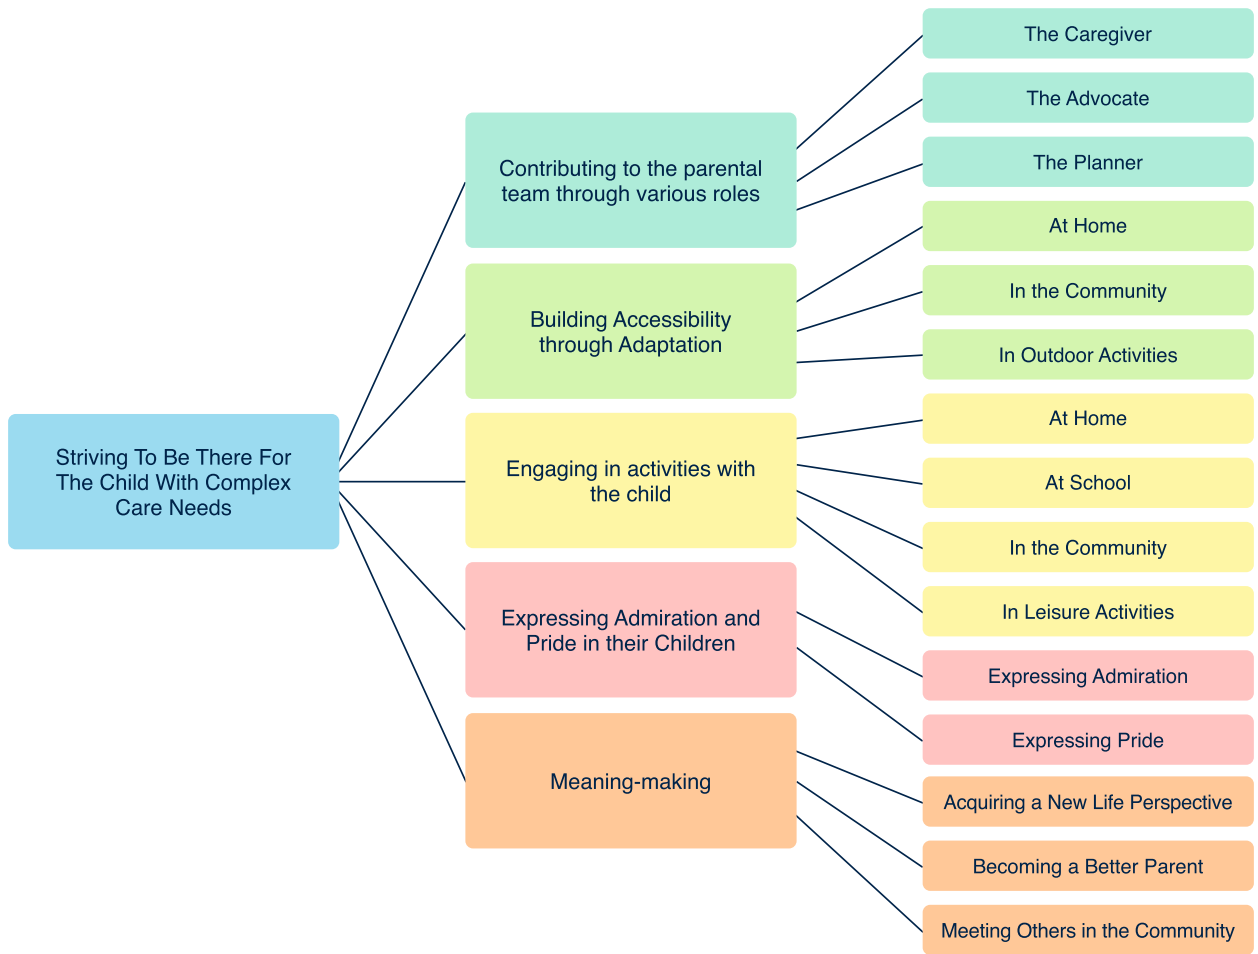 Striving To Be There For
The Child With Complex
Care Needs
Contributing to the parental
team through various roles
The Caregiver
The Advocate
The Planner
Building Accessibility
through Adaptation
At Home
In the Community
In Outdoor Activities
Engaging in activities with
the child
At Home
At School
In the Community
In Leisure Activities
Expressing Admiration and
Pride in their Children
Expressing Admiration
Expressing Pride
Meaning-making
Acquiring a New Life Perspective
Becoming a Better Parent
Meeting Others in the Community